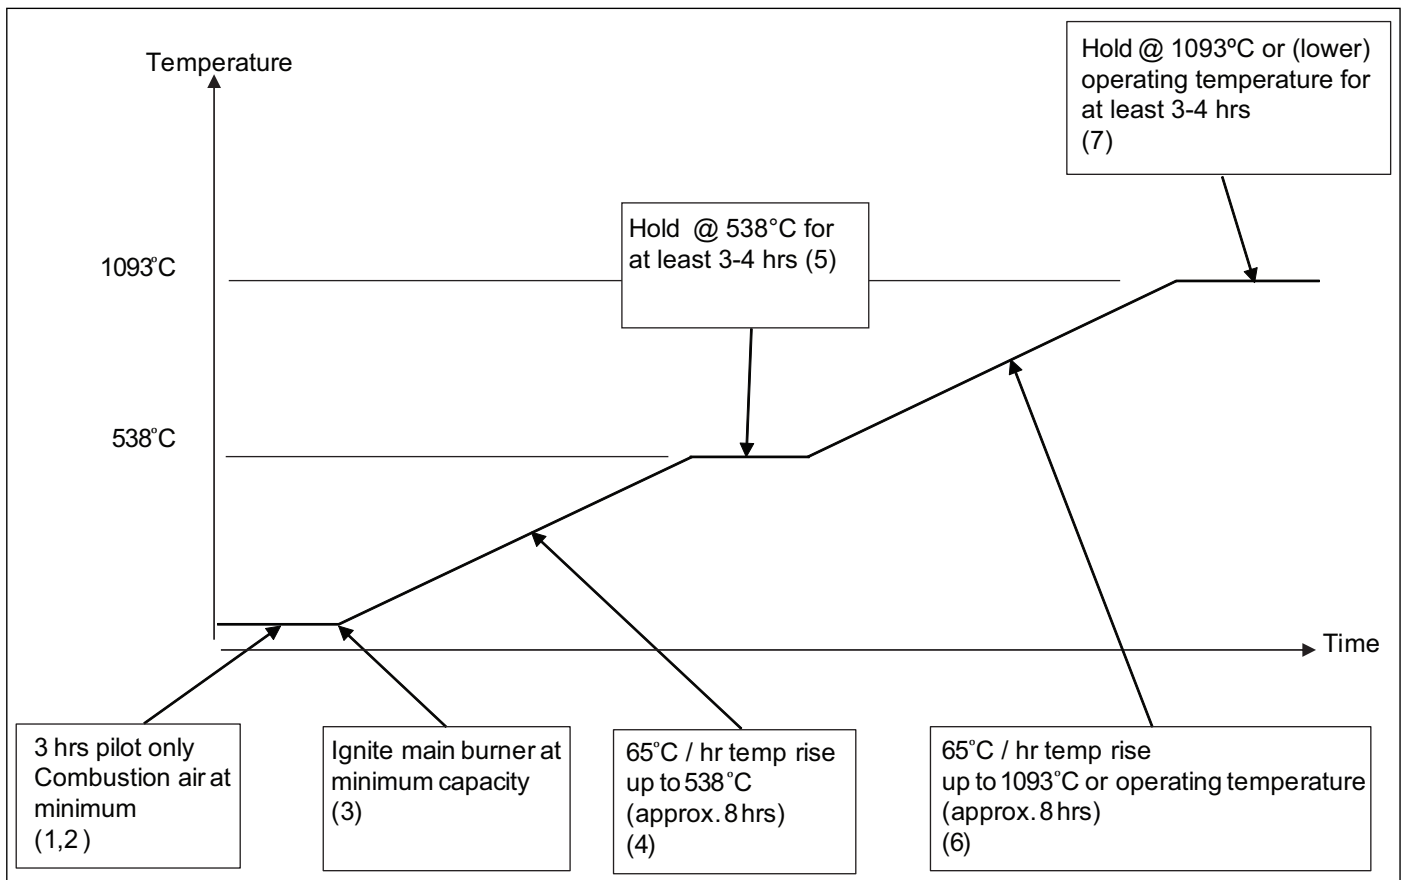 Temperature
Hold @ 1093ºC or (lower)
operating temperature for
at least 3-4 hrs
(7)
Hold @ 538°C for
at least 3-4 hrs (5)
1093°C
538°C
Time
3 hrs pilot only
Combustion air at
minimum
(1,2 )
Ignite main burner at
minimum capacity
(3)
65°C / hr temp rise
up to 538°C
(approx. 8 hrs)
(4)
65°C / hr temp rise
up to 1093°C or operating temperature
(approx. 8 hrs)
(6)